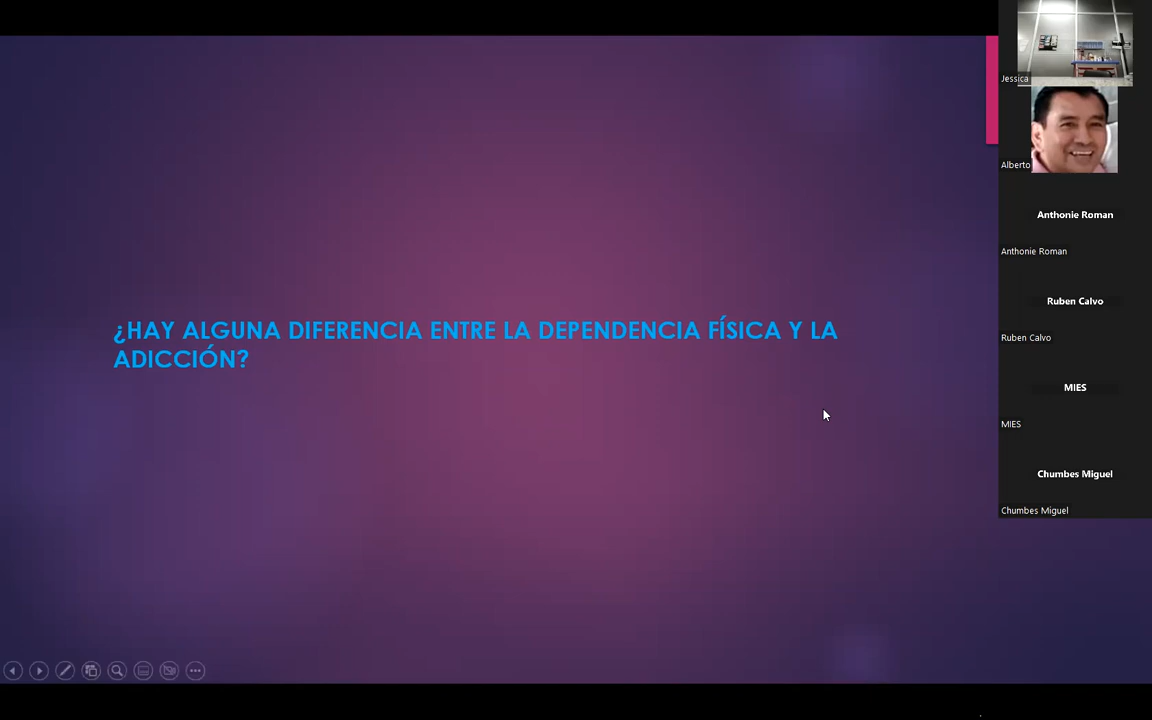 ¿HAY ALGUNA DIFERENCIA ENTRE LA DEPENDENCIA FÍSICA Y LA
ADICCIÓN?
Jessica
Alberto
Anthonie Roman
Anthonie Roman
Ruben Calvo
Ruben Calvo
MIES
MIES
Chumbes Miguel
Chumbes Miguel